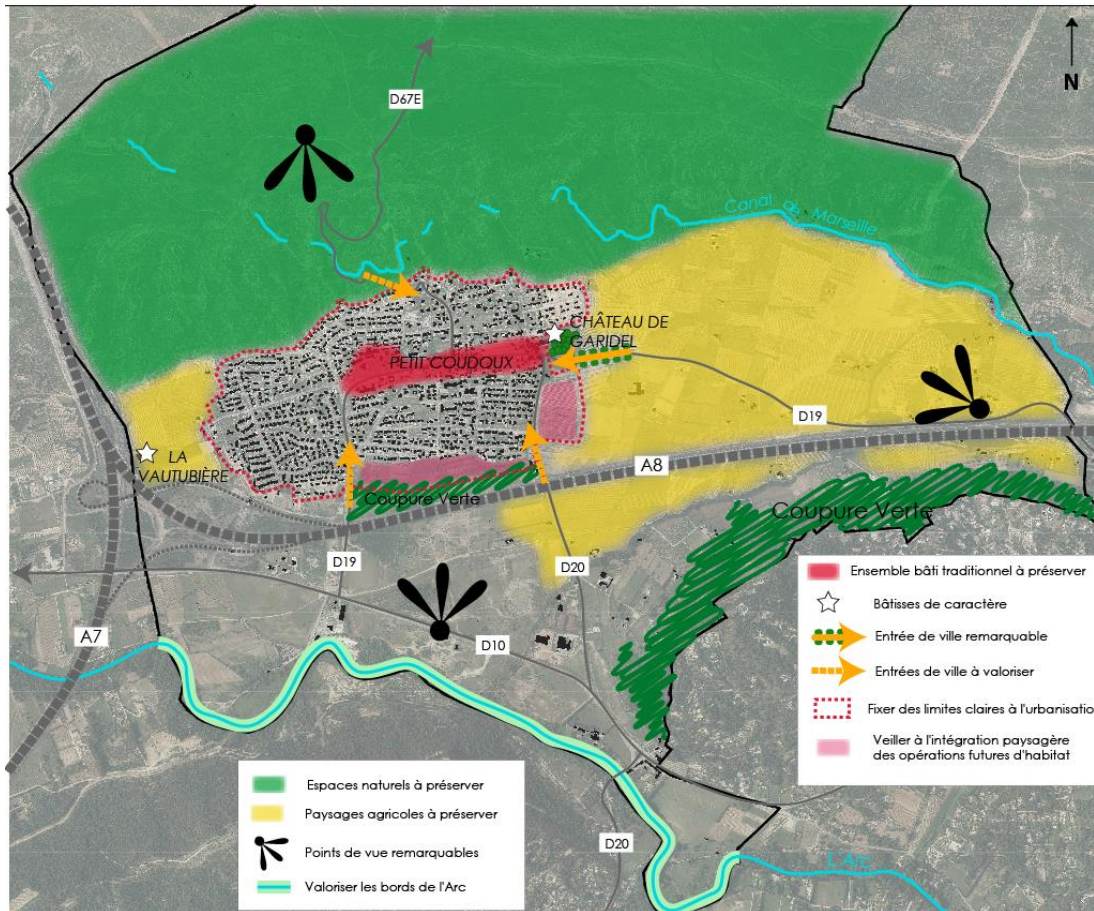 N
D67E
Canal de Marseille
CHÂTEAU DE
GARIDEL
PETIT COUDOUX
D19
LA
VAUTUBIÈRE
A8
Coupure Verte
Coupure Verte
D19
D20
A7
D10
D20
L'Arc
Ensemble bâti traditionnel à préserver
Bâtisses de caractère
Entrée de ville remarquable
Entrées de ville à valoriser
Fixer des limites claires à l'urbanisatio
Veiller à l'intégration paysagère
des opérations futures d'habitat
Espaces naturels à préserver
Paysages agricoles à préserver
Points de vue remarquables
Valoriser les bords de l'Arc